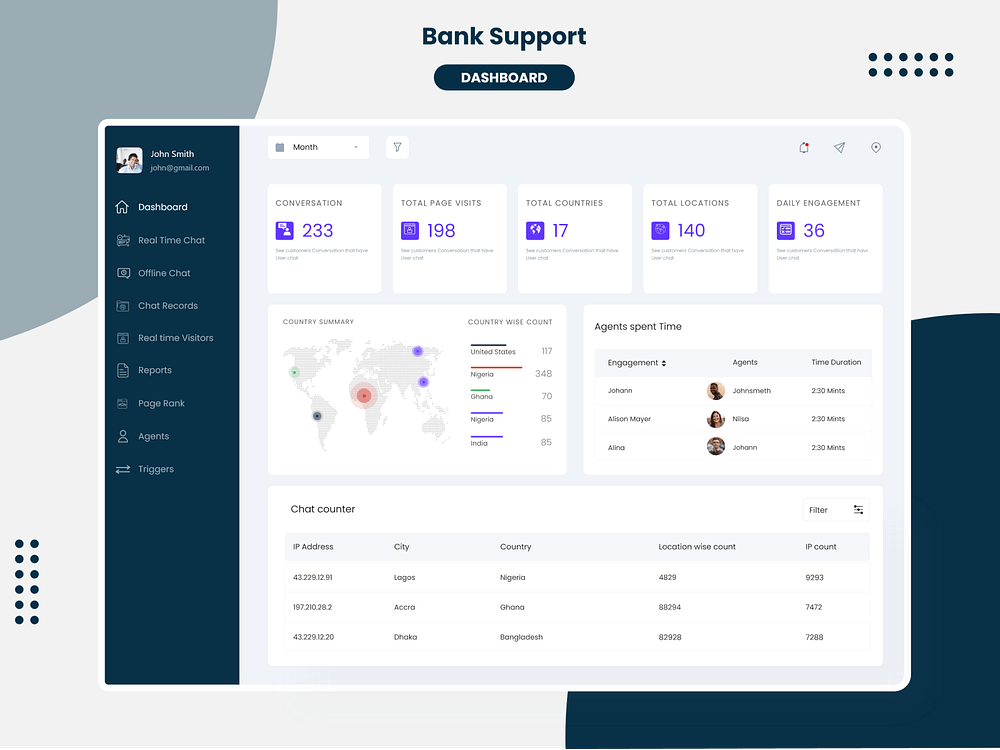 Bank Support
DASHBOARD
John Smith
john@gmail.com
Dashboard
Real Time Chat
Offline Chat
Chat Records
Real time Visitors
Reports
Page Rank
Agents
Triggers
Month
CONVERSATION
233
See customers Conversation that have
User chat
TOTAL PAGE VISITS
198
See customers Conversation that have
User chat
TOTAL COUNTRIES
17
See customers Conversation that have
User chat
TOTAL LOCATIONS
140
See customers Conversation that have
User chat
DAILY ENGAGEMENT
36
See customers Conversation that have
User chat
COUNTRY SUMMARY
COUNTRY WISE COUNT
United States 117
Nigeria 348
Ghana 70
Nigeria 85
India 85
Agents spent Time
Engagement Agents Time Duration
Johann Johnsmeth 2:30 Mints
Alison Mayer Nilsa 2:30 Mints
Alina Johann 2:30 Mints
Chat counter
Filter
IP Address City Country Location wise count IP count
43.229.12.91 Lagos Nigeria 4829 9293
197.210.28.2 Accra Ghana 88294 7472
43.229.12.20 Dhaka Bangladesh 82928 7288